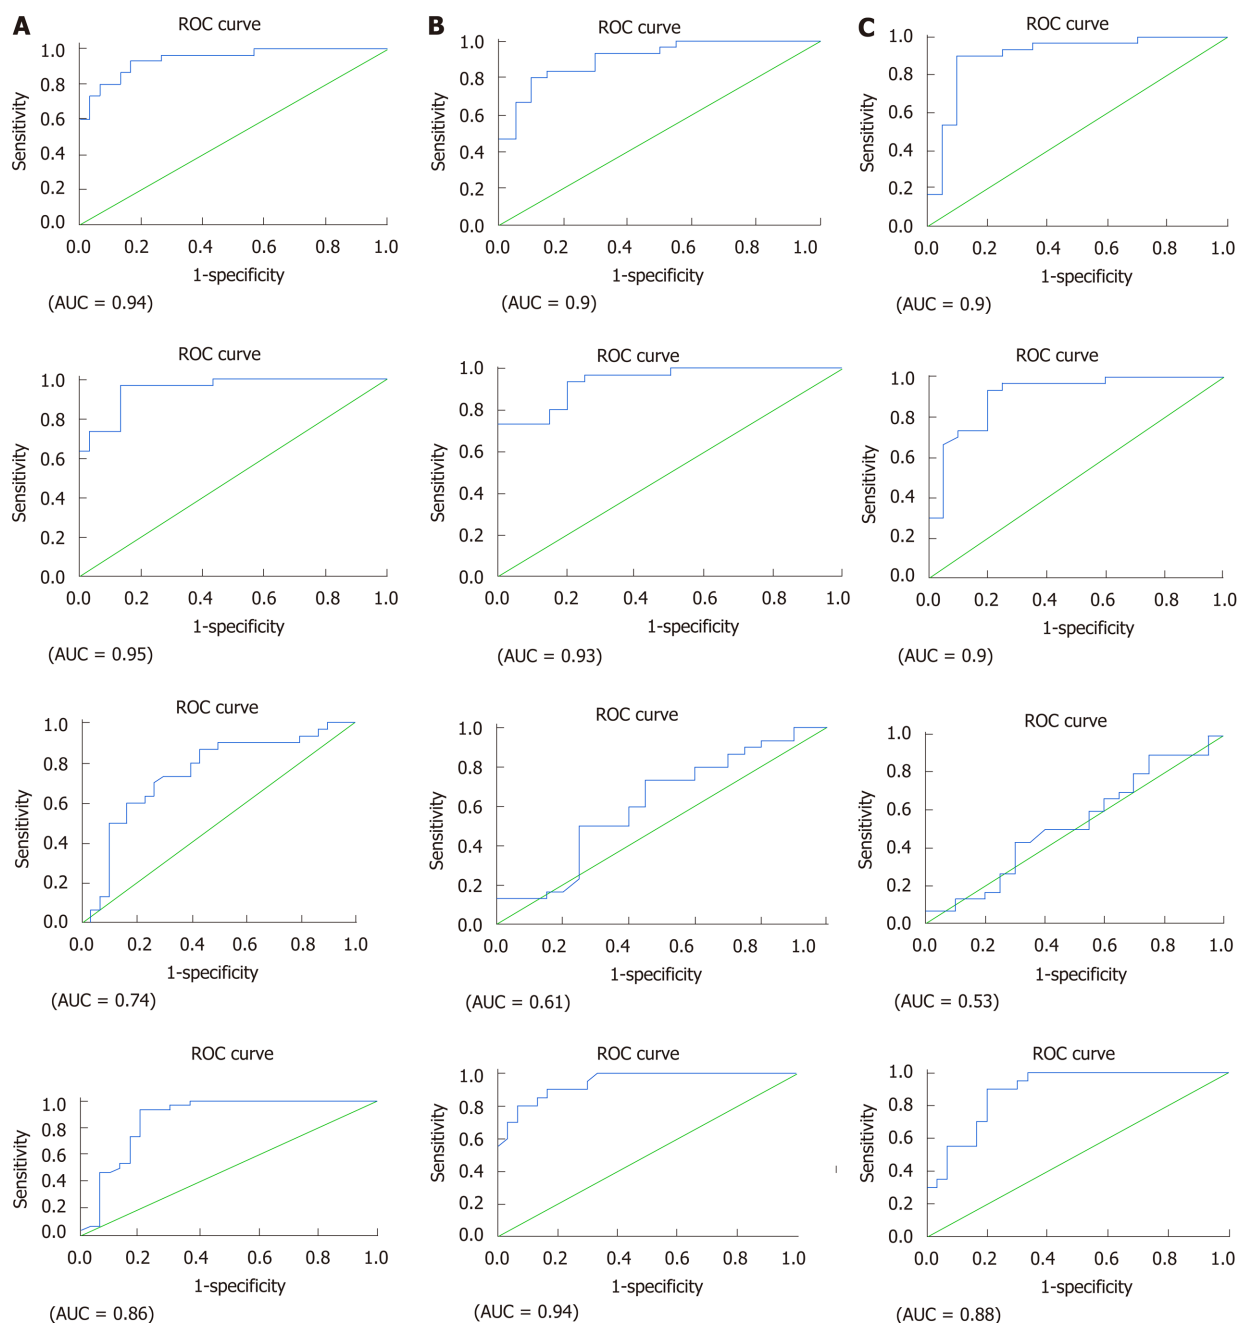 A
ROC curve
Sensitivity
1.0
0.8
0.6
0.4
0.2
0.0
0.0 0.2 0.4 0.6 0.8 1.0
1-specificity
(AUC = 0.94)
B
ROC curve
Sensitivity
1.0
0.8
0.6
0.4
0.2
0.0
0.0 0.2 0.4 0.6 0.8 1.0
1-specificity
(AUC = 0.9)
C
ROC curve
Sensitivity
1.0
0.8
0.6
0.4
0.2
0.0
0.0 0.2 0.4 0.6 0.8 1.0
1-specificity
(AUC = 0.9)
ROC curve
Sensitivity
1.0
0.8
0.6
0.4
0.2
0.0
0.0 0.2 0.4 0.6 0.8 1.0
1-specificity
(AUC = 0.95)
ROC curve
Sensitivity
1.0
0.8
0.6
0.4
0.2
0.0
0.0 0.2 0.4 0.6 0.8 1.0
1-specificity
(AUC = 0.93)
ROC curve
Sensitivity
1.0
0.8
0.6
0.4
0.2
0.0
0.0 0.2 0.4 0.6 0.8 1.0
1-specificity
(AUC = 0.9)
ROC curve
Sensitivity
1.0
0.8
0.6
0.4
0.2
0.0
0.0 0.2 0.4 0.6 0.8 1.0
1-specificity
(AUC = 0.74)
ROC curve
Sensitivity
1.0
0.8
0.6
0.4
0.2
0.0
0.0 0.2 0.4 0.6 0.8 1.0
1-specificity
(AUC = 0.61)
ROC curve
Sensitivity
1.0
0.8
0.6
0.4
0.2
0.0
0.0 0.2 0.4 0.6 0.8 1.0
1-specificity
(AUC = 0.53)
ROC curve
Sensitivity
1.0
0.8
0.6
0.4
0.2
0.0
0.0 0.2 0.4 0.6 0.8 1.0
1-specificity
(AUC = 0.86)
ROC curve
Sensitivity
1.0
0.8
0.6
0.4
0.2
0.0
0.0 0.2 0.4 0.6 0.8 1.0
1-specificity
(AUC = 0.94)
ROC curve
Sensitivity
1.0
0.8
0.6
0.4
0.2
0.0
0.0 0.2 0.4 0.6 0.8 1.0
1-specificity
(AUC = 0.88)